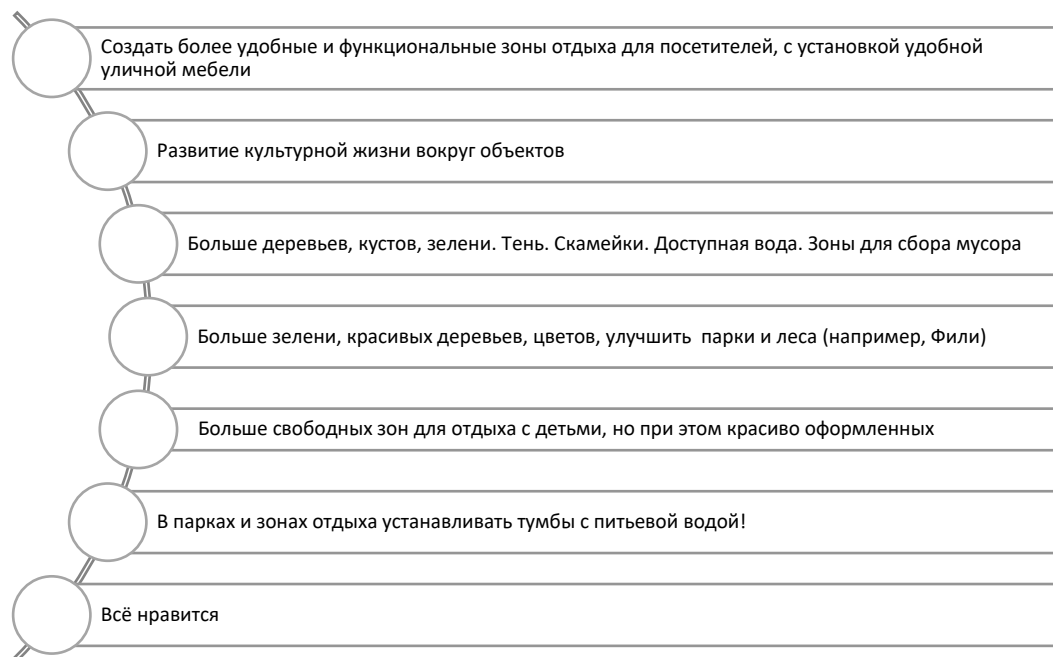 Создать более удобные и функциональные зоны отдыха для посетителей, с установкой удобной
уличной мебели
Развитие культурной жизни вокруг объектов
Больше деревьев, кустов, зелени. Тень. Скамейки. Доступная вода. Зоны для сбора мусора
Больше зелени, красивых деревьев, цветов, улучшить  парки и леса (например, Фили)
Больше свободных зон для отдыха с детьми, но при этом красиво оформленных
В парках и зонах отдыха устанавливать тумбы с питьевой водой!
Всё нравится